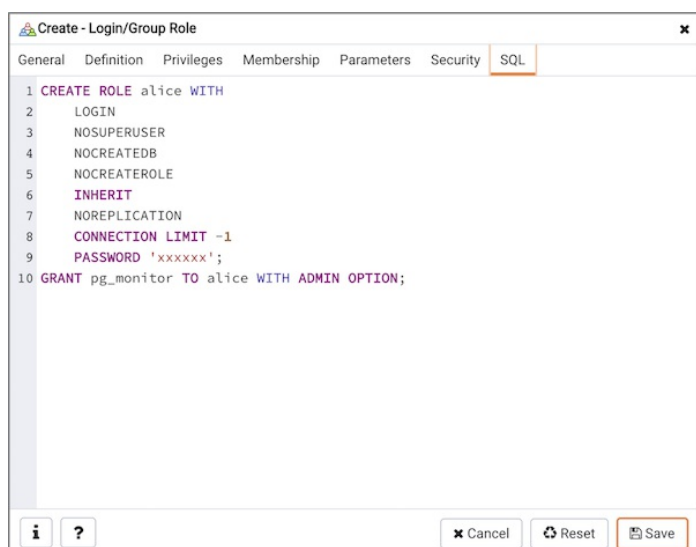 Create - Login/Group Role
General Definition Privileges Membership Parameters Security SQL
1 CREATE ROLE alice WITH
2 LOGIN
3 NOSUPERUSER
4 NOCREATEDB
5 NOCREATEROLE
6 INHERIT
7 NOREPLICATION
8 CONNECTION LIMIT -1
9 PASSWORD 'xxxxxx';
10 GRANT pg_monitor TO alice WITH ADMIN OPTION;
i ? Cancel Reset Save